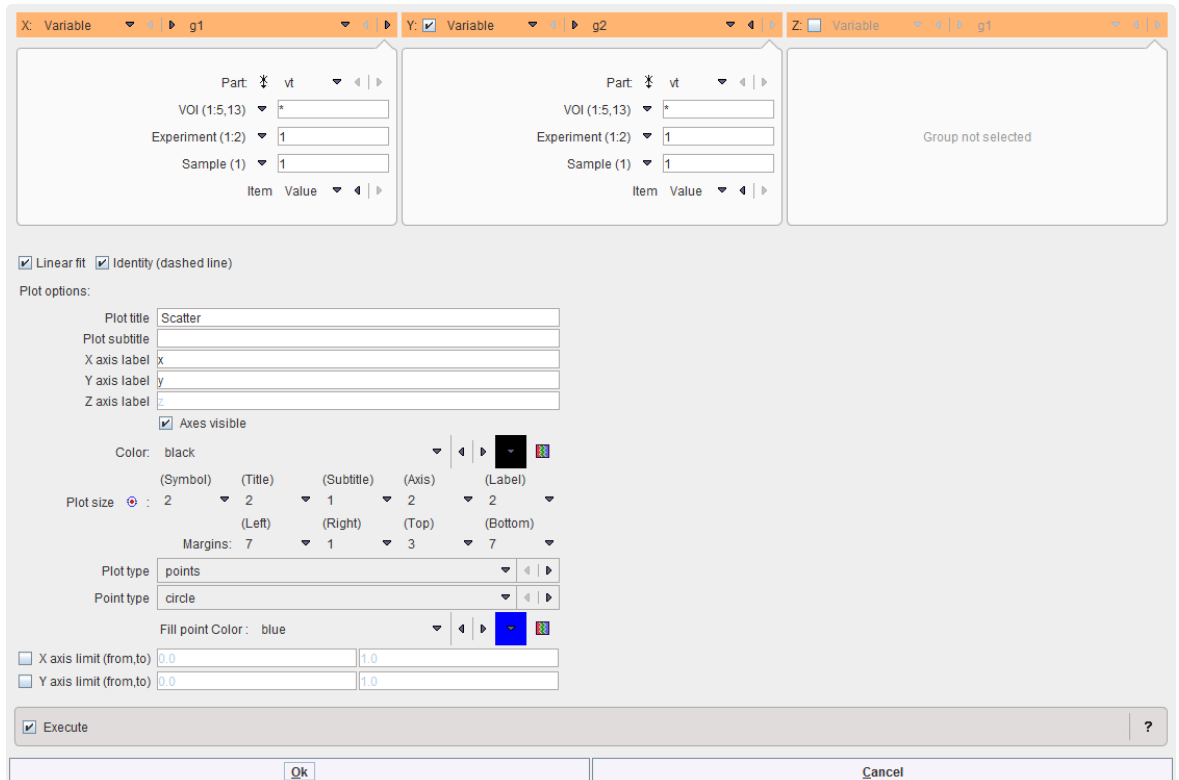 X: Variable g1 Y: Variable g2 Z: Variable g1
Part vt Part vt
VOI (1:5,13) * VOI (1:5,13) *
Experiment (1:2) 1 Experiment (1:2) 1 Group not selected
Sample (1) 1 Sample (1) 1
Item Value Item Value
Linear fit Identity (dashed line)
Plot options:
Plot title Scatter
Plot subtitle
X axis label x
Y axis label y
Z axis label z
Axes visible
Color: black
(Symbol) (Title) (Subtitle) (Axis) (Label)
Plot size : 2 2 1 2 2
(Left) (Right) (Top) (Bottom)
Margins: 7 1 3 7
Plot type points
Point type circle
Fill point Color : blue
X axis limit (from,to) 0.0 1.0
Y axis limit (from,to) 0.0 1.0
Execute ?
Ok Cancel